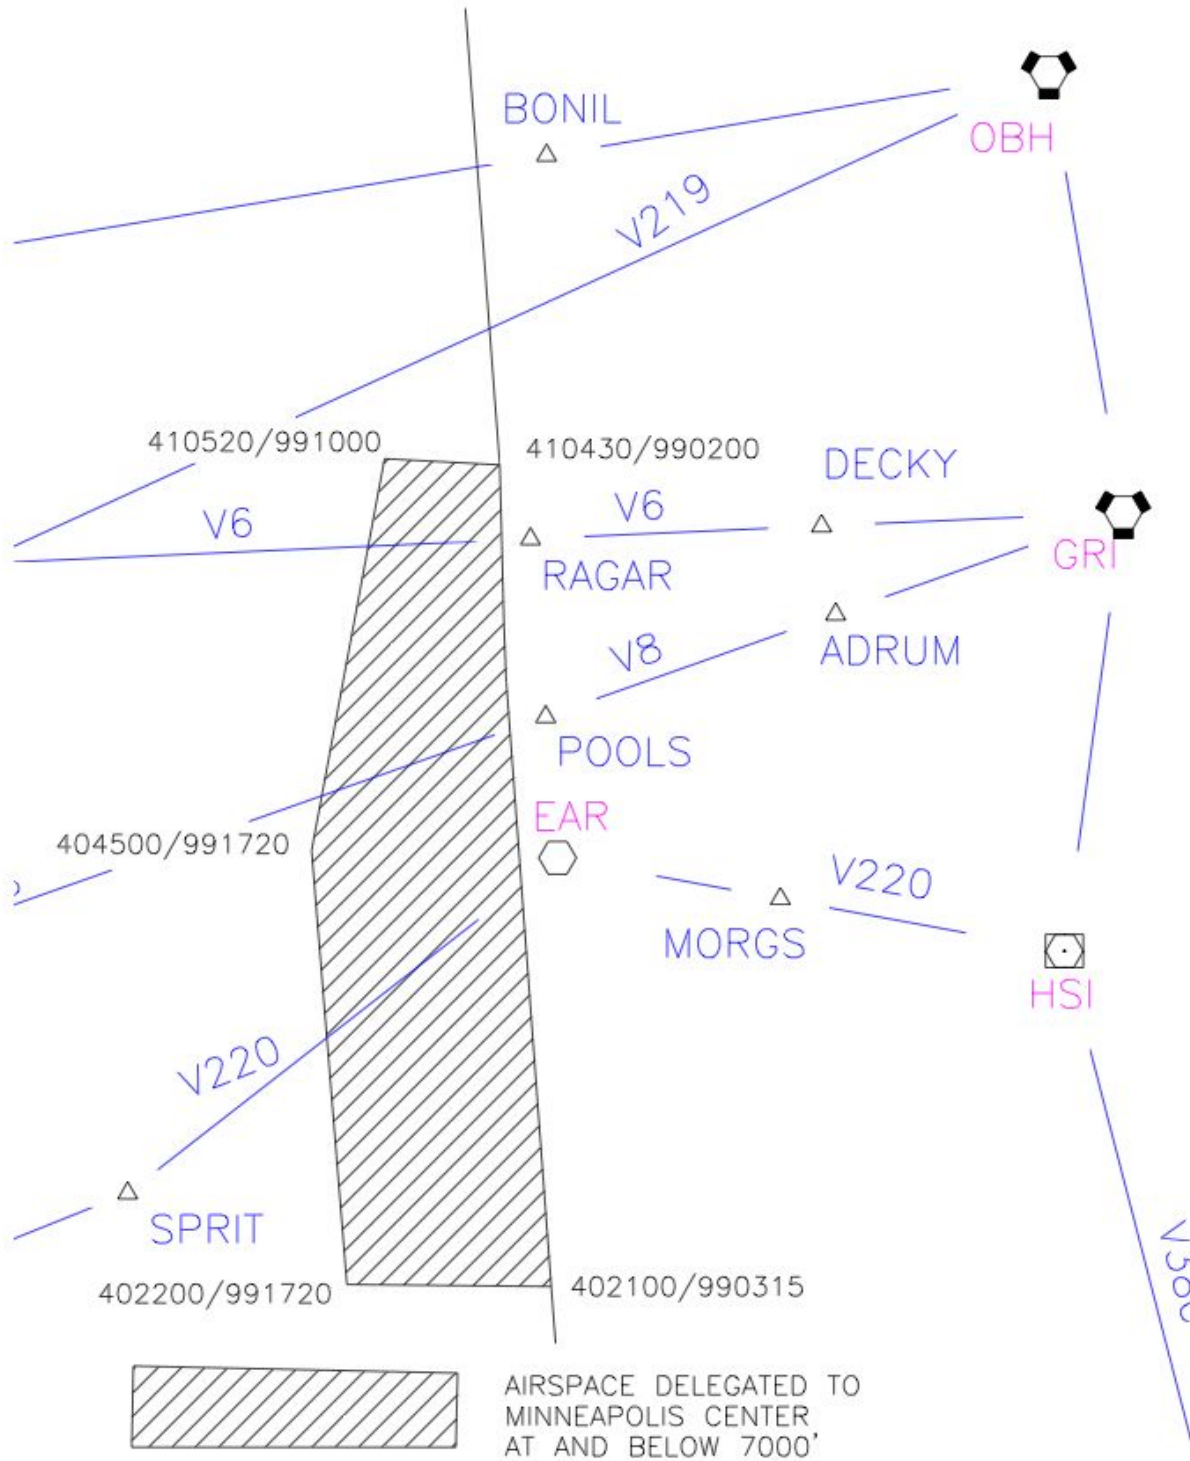 BONIL
OBH
V219
410520/991000
410430/990200
DECKY
V6
V6
RAGAR
GRI
V8
ADRUM
POOLS
EAR
404500/991720
V220
MORGS
HSI
V220
SPRIT
402200/991720
402100/990315
AIRSPACE DELEGATED TO
MINNEAPOLIS CENTER
AT AND BELOW 7000'